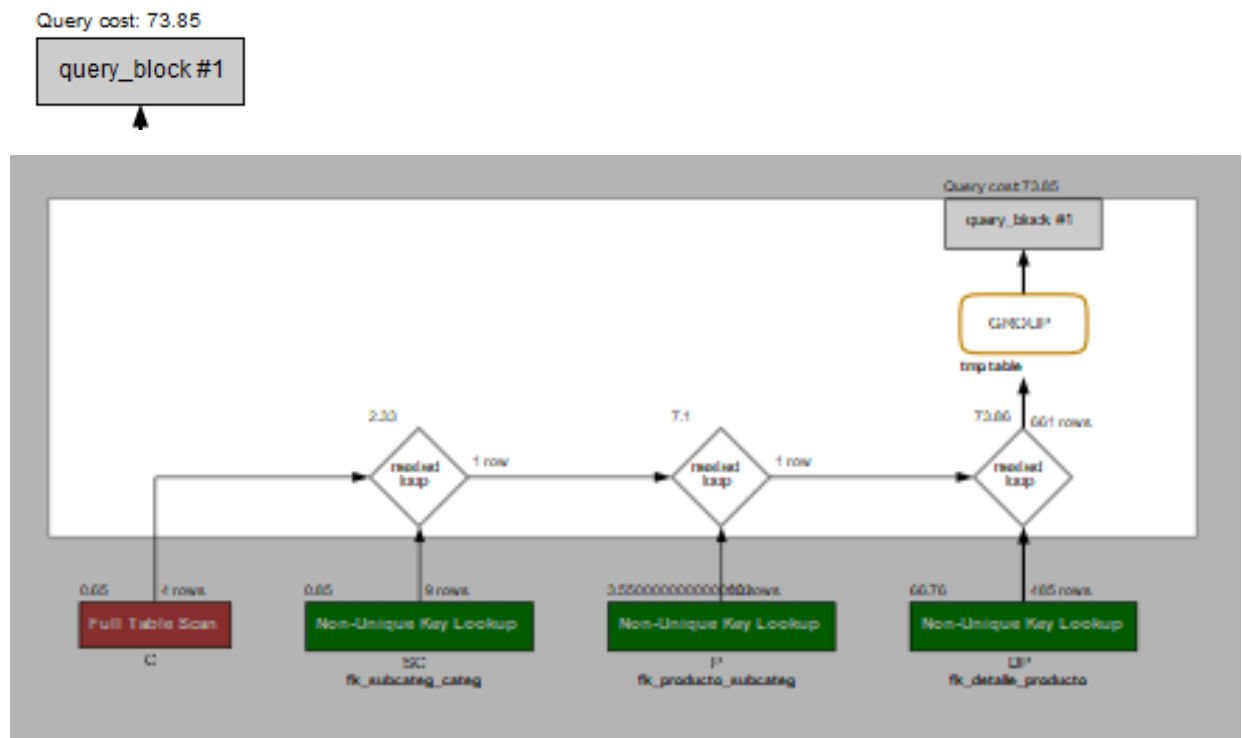 Query cost: 73.85
query_block #1
Query cost: 73.85
query_block #1
GROUP
tmp table
2.33
7.1
73.86
661 rows
nested
loop
1 row
nested
loop
1 row
nested
loop
0.65
4 rows
0.85
9 rows
66.76
485 rows
Full Table Scan
Non-Unique Key Lookup
Non-Unique Key Lookup
Non-Unique Key Lookup
C
SC
P
DP
fk_subcateg_categ
fk_producto_subcateg
fk_detalle_producto